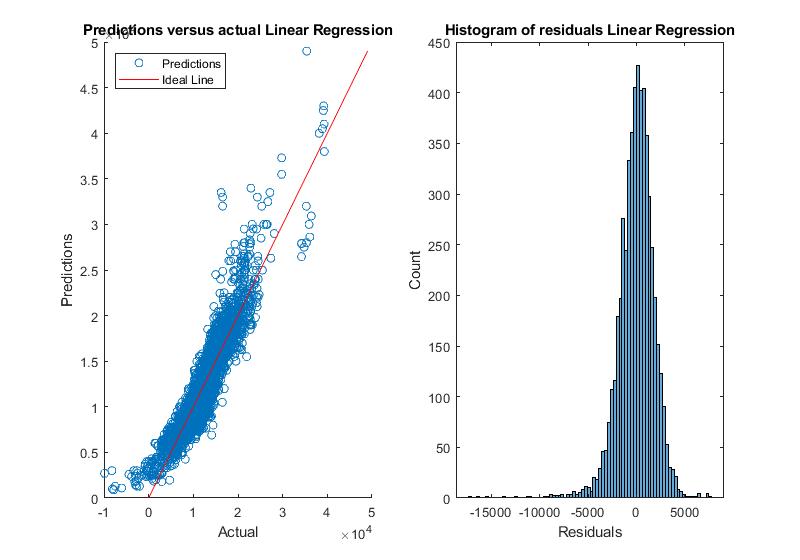 Predictions versus actual Linear Regression
5
4.5
4
3.5
3
2.5
2
1.5
1
0.5
0
Predictions
Predictions
Ideal Line
-1 0 1 2 3 4 5
×10^4
Actual
Histogram of residuals Linear Regression
450
400
350
300
250
200
150
100
50
0
Count
-15000 -10000 -5000 0 5000
Residuals